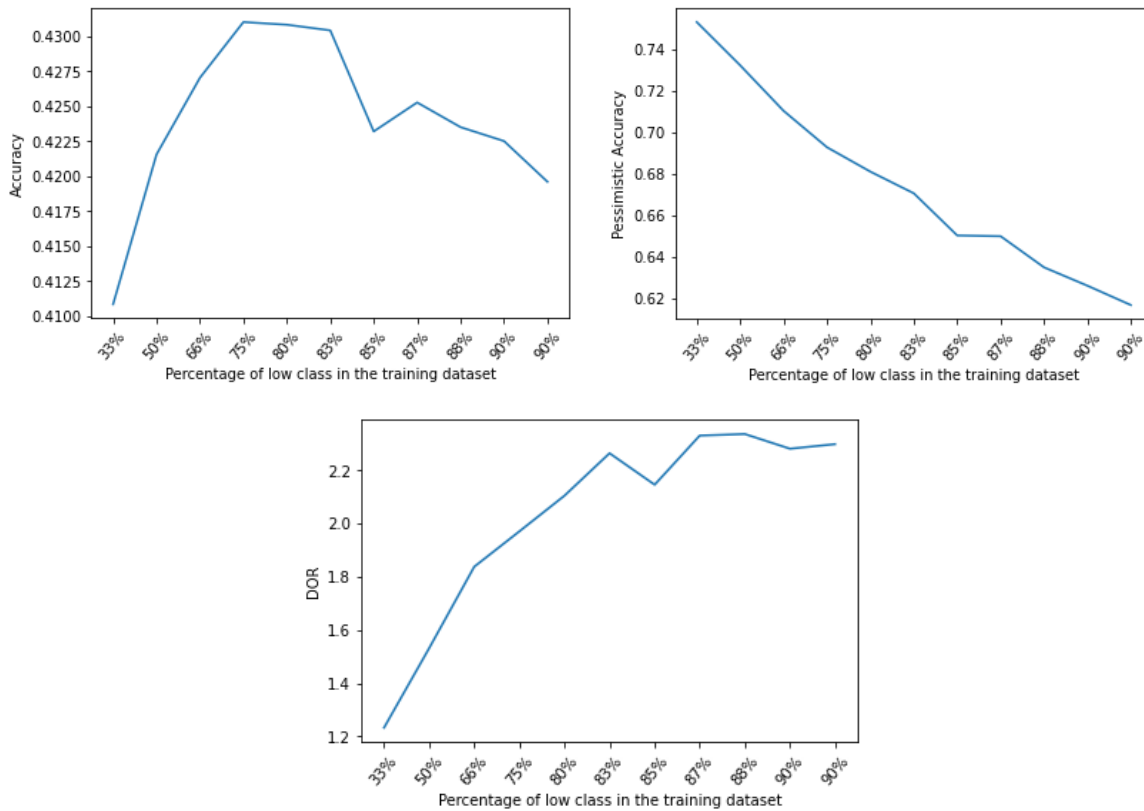 0.4300
0.4275
0.4250
0.4225
0.4200
0.4175
0.4150
0.4125
0.4100
Accuracy
33% 50% 66% 75% 80% 83% 85% 87% 88% 90% 90%
Percentage of low class in the training dataset
0.74
0.72
0.70
0.68
0.66
0.64
0.62
Pessimistic Accuracy
33% 50% 66% 75% 80% 83% 85% 87% 88% 90% 90%
Percentage of low class in the training dataset
2.2
2.0
1.8
1.6
1.4
1.2
DOR
33% 50% 66% 75% 80% 83% 85% 87% 88% 90% 90%
Percentage of low class in the training dataset